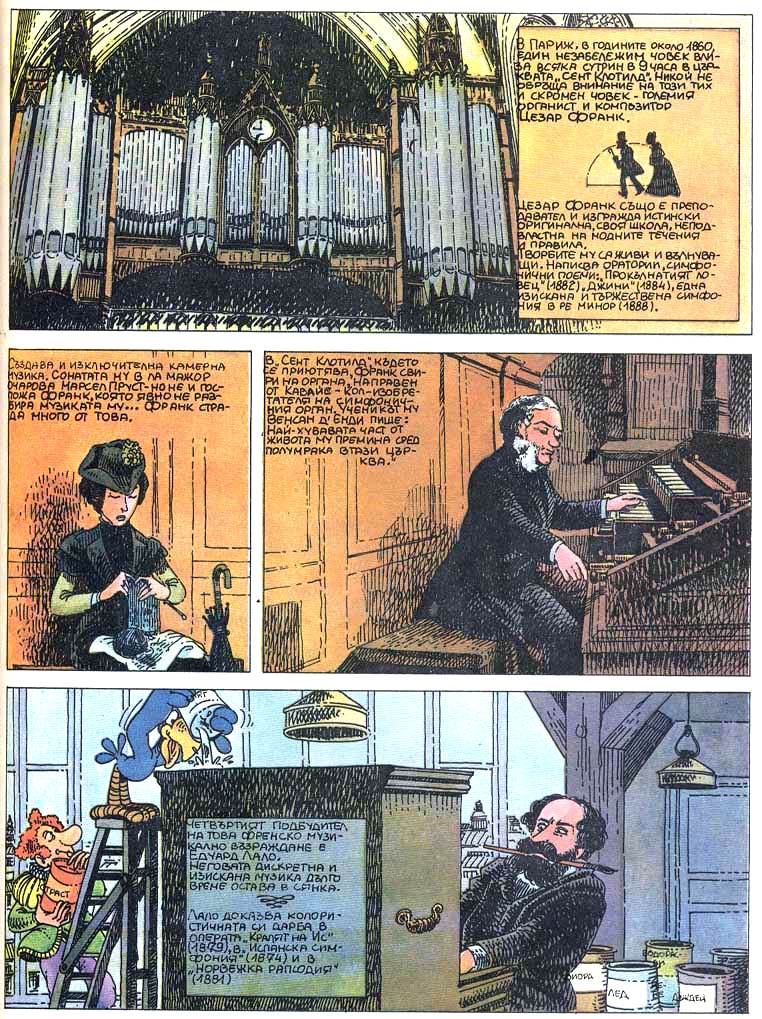 В ПАРИЖ, В ГОДИНИТЕ ОКОЛО 1860,
ЕДИН НЕЗАБЕЛЕЖИМ ЧОВЕК ВЛИ-
ЗА ВСЯКА СУТРИН В 9 ЧАСА В ЦЪР-
КВАТА „СЕНТ КЛОТИЛД". НИКОЙ НЕ
ОБРЪЩА ВНИМАНИЕ НА ТОЗИ ТИХ
И СКРОМЕН ЧОВЕК - ГОЛЕМИЯ
ОРГАНИСТ И КОМПОЗИТОР
ЦЕЗАР ФРАНК.
ЦЕЗАР ФРАНК СЪЩО Е ПРЕПО-
ДАВАТЕЛ И ИЗГРАЖДА ИСТИНСКИ
ОРИГИНАЛНА, СВОЯ ШКОЛА, НЕПОД-
ВЛАСТНА НА МОДНИТЕ ТЕЧЕНИЯ
И ПРАВИЛА.
ТВОРБИТЕ МУ СА ЖИВИ И ВЪЛНУВА-
ЩИ. НАПИСВА ОРАТОРИИ, СИМФО-
НИЧНИ ПОЕМИ: „ПРОКЪЛНАТИЯТ ЛО-
ВЕЦ" (1882), „ДЖИНИ" (1884), ЕДНА
ИЗИСКАНА И ТЪРЖЕСТВЕНА СИМФО-
НИЯ В РЕ МИНОР (1888).
СЪЗДАВА И ИЗКЛЮЧИТЕЛНА КАМЕРНА
МУЗИКА. СОНАТАТА МУ В ЛА МАЖОР
ОЧАРОВА МАРСЕЛ ПРУСТ - НО НЕ И ГОС-
ПОЖА ФРАНК, КОЯТО ЯВНО НЕ РАЗ-
БИРА МУЗИКАТА МУ... ФРАНК СТРА-
ДА МНОГО ОТ ТОВА.
В „СЕНТ КЛОТИЛД", КЪДЕТО
СЕ ПРИЮТЯВА, ФРАНК СВИ-
РИ НА ОРГАНА, НАПРАВЕН
ОТ КАВАЙЕ-КОЛ - ИЗОБРЕ-
ТАТЕЛЯ НА СИМФОНИЧ-
НИЯ ОРГАН. УЧЕНИКЪТ МУ
ВЕНСАН Д'ЕНДИ ПИШЕ:
НАЙ-ХУБАВАТА ЧАСТ ОТ
ЖИВОТА МУ ПРЕМИНА СРЕД
ПОЛУМРАКА В ТАЗИ ЦЪР-
КВА."
ЧЕТВЪРТИЯТ ПОДБУДИТЕЛ
НА ТОВА ФРЕНСКО МУЗИ-
КАЛНО ВЪЗРАЖДАНЕ Е
ЕДУАРД ЛАЛО.
НЕГОВАТА ДИСКРЕТНА И
ИЗИСКАНА МУЗИКА ДЪЛГО
ВРЕМЕ ОСТАВА В СЯНКА.
ЛАЛО ДОКАЗВА КОЛОРИ-
СТИЧНАТА СИ ДАРБА В
ОПЕРАТА „КРАЛЯТ НА ИС"
(1879), В „ИСПАНСКА СИМ-
ФОНИЯ" (1874) И В
„НОРВЕЖКА РАПСОДИЯ"
(1881)
ЛЕД
ДЪЖДЕЦ